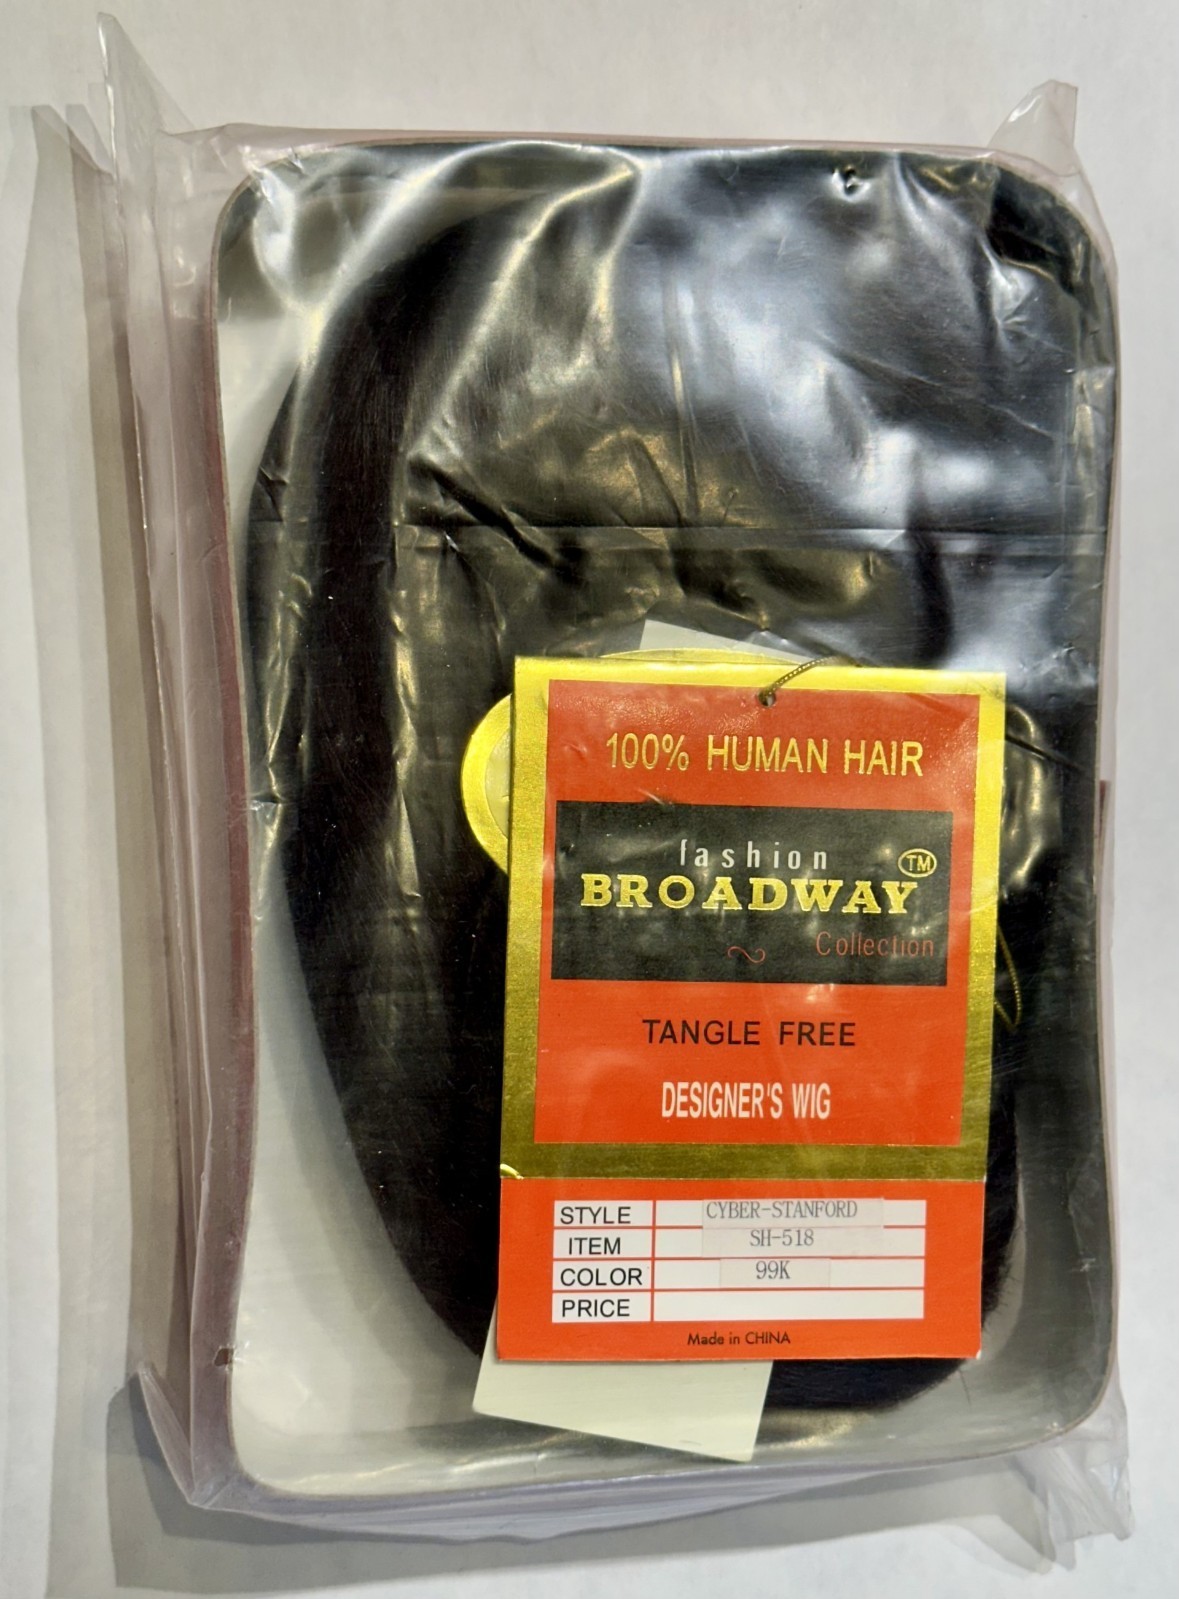 100% HUMAN HAIR
fashion
BROADWAY TM
Collection
TANGLE FREE
DESIGNER'S WIG
STYLE CYBER-STANFORD
ITEM SH-518
COLOR 99K
PRICE
Made in CHINA